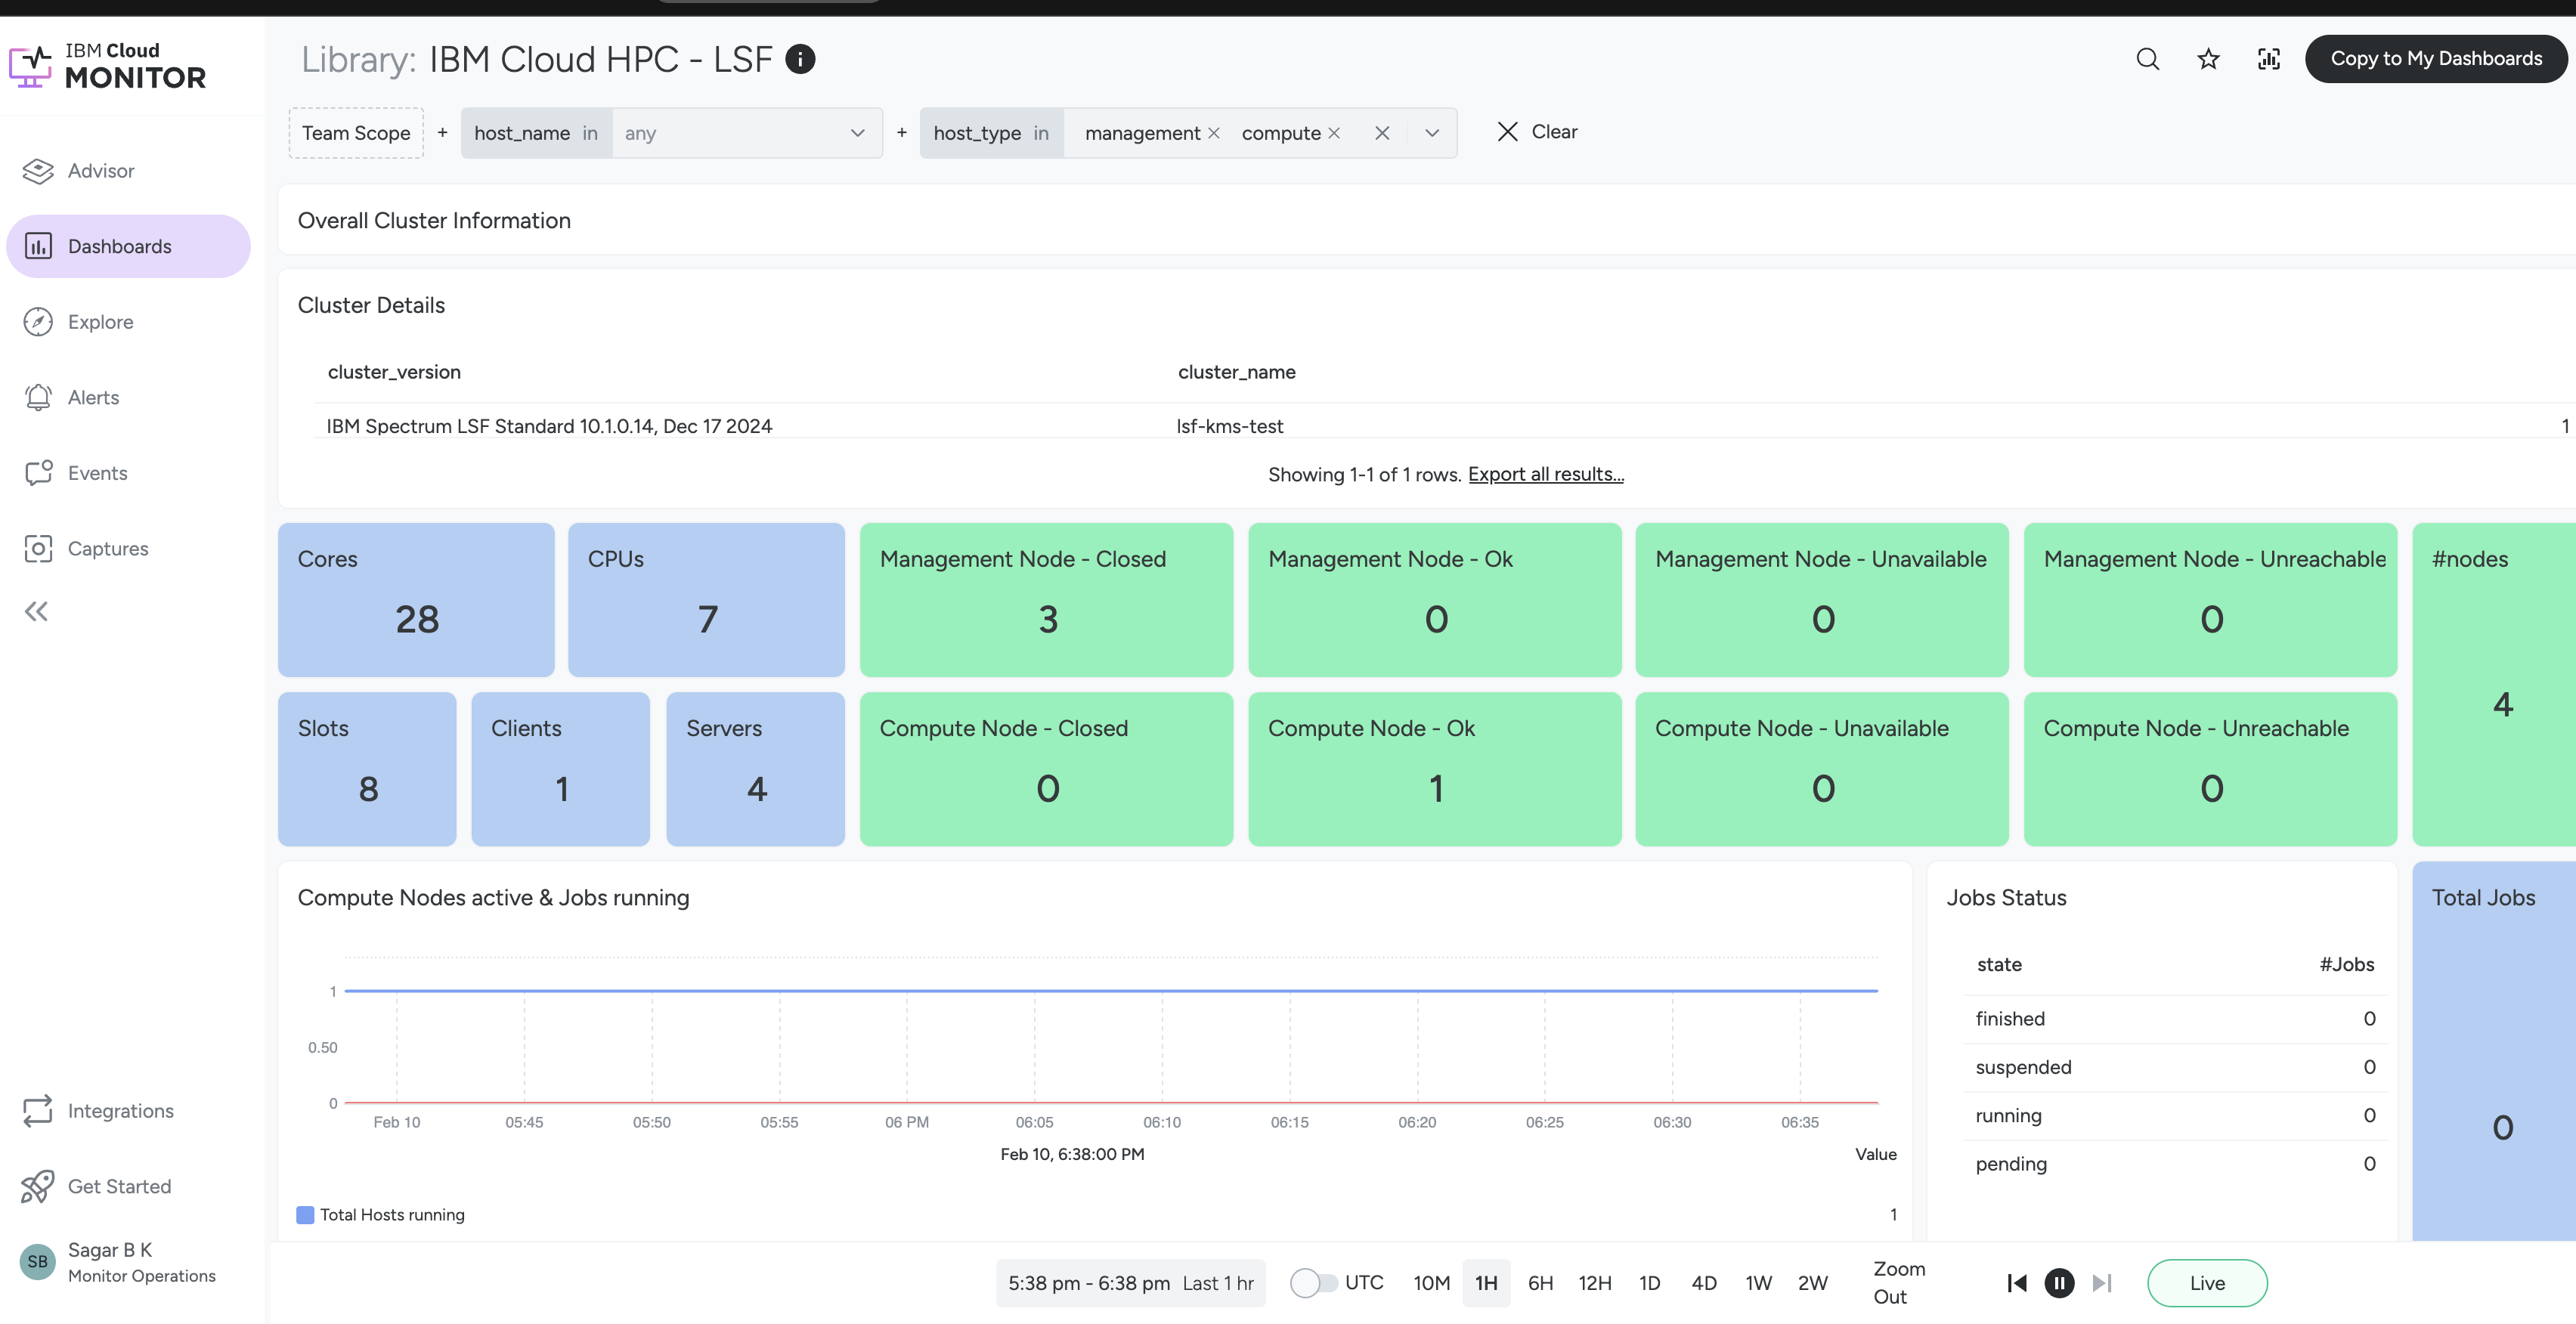 IBM Cloud
MONITOR
Library: IBM Cloud HPC - LSF
Copy to My Dashboards
Team Scope + host_name in any + host_type in management compute Clear
Advisor
Dashboards
Explore
Alerts
Events
Captures
Overall Cluster Information
Cluster Details
cluster_version cluster_name
IBM Spectrum LSF Standard 10.1.0.14, Dec 17 2024 lsf-kms-test 1
Showing 1-1 of 1 rows. Export all results...
Cores CPUs Management Node - Closed Management Node - Ok Management Node - Unavailable Management Node - Unreachable #nodes
28 7 3 0 0 0
4
Slots Clients Servers Compute Node - Closed Compute Node - Ok Compute Node - Unavailable Compute Node - Unreachable
8 1 4 0 1 0 0
Compute Nodes active & Jobs running
1
0.50
0
Feb 10 05:45 05:50 05:55 06 PM 06:05 06:10 06:15 06:20 06:25 06:30 06:35
Feb 10, 6:38:00 PM Value
Total Hosts running 1
Jobs Status
state #Jobs
finished 0
suspended 0
running 0
pending 0
Total Jobs
0
Integrations
Get Started
SB
Sagar B K
Monitor Operations
5:38 pm - 6:38 pm Last 1 hr UTC 10M 1H 6H 12H 1D 4D 1W 2W
Zoom
Out
Live